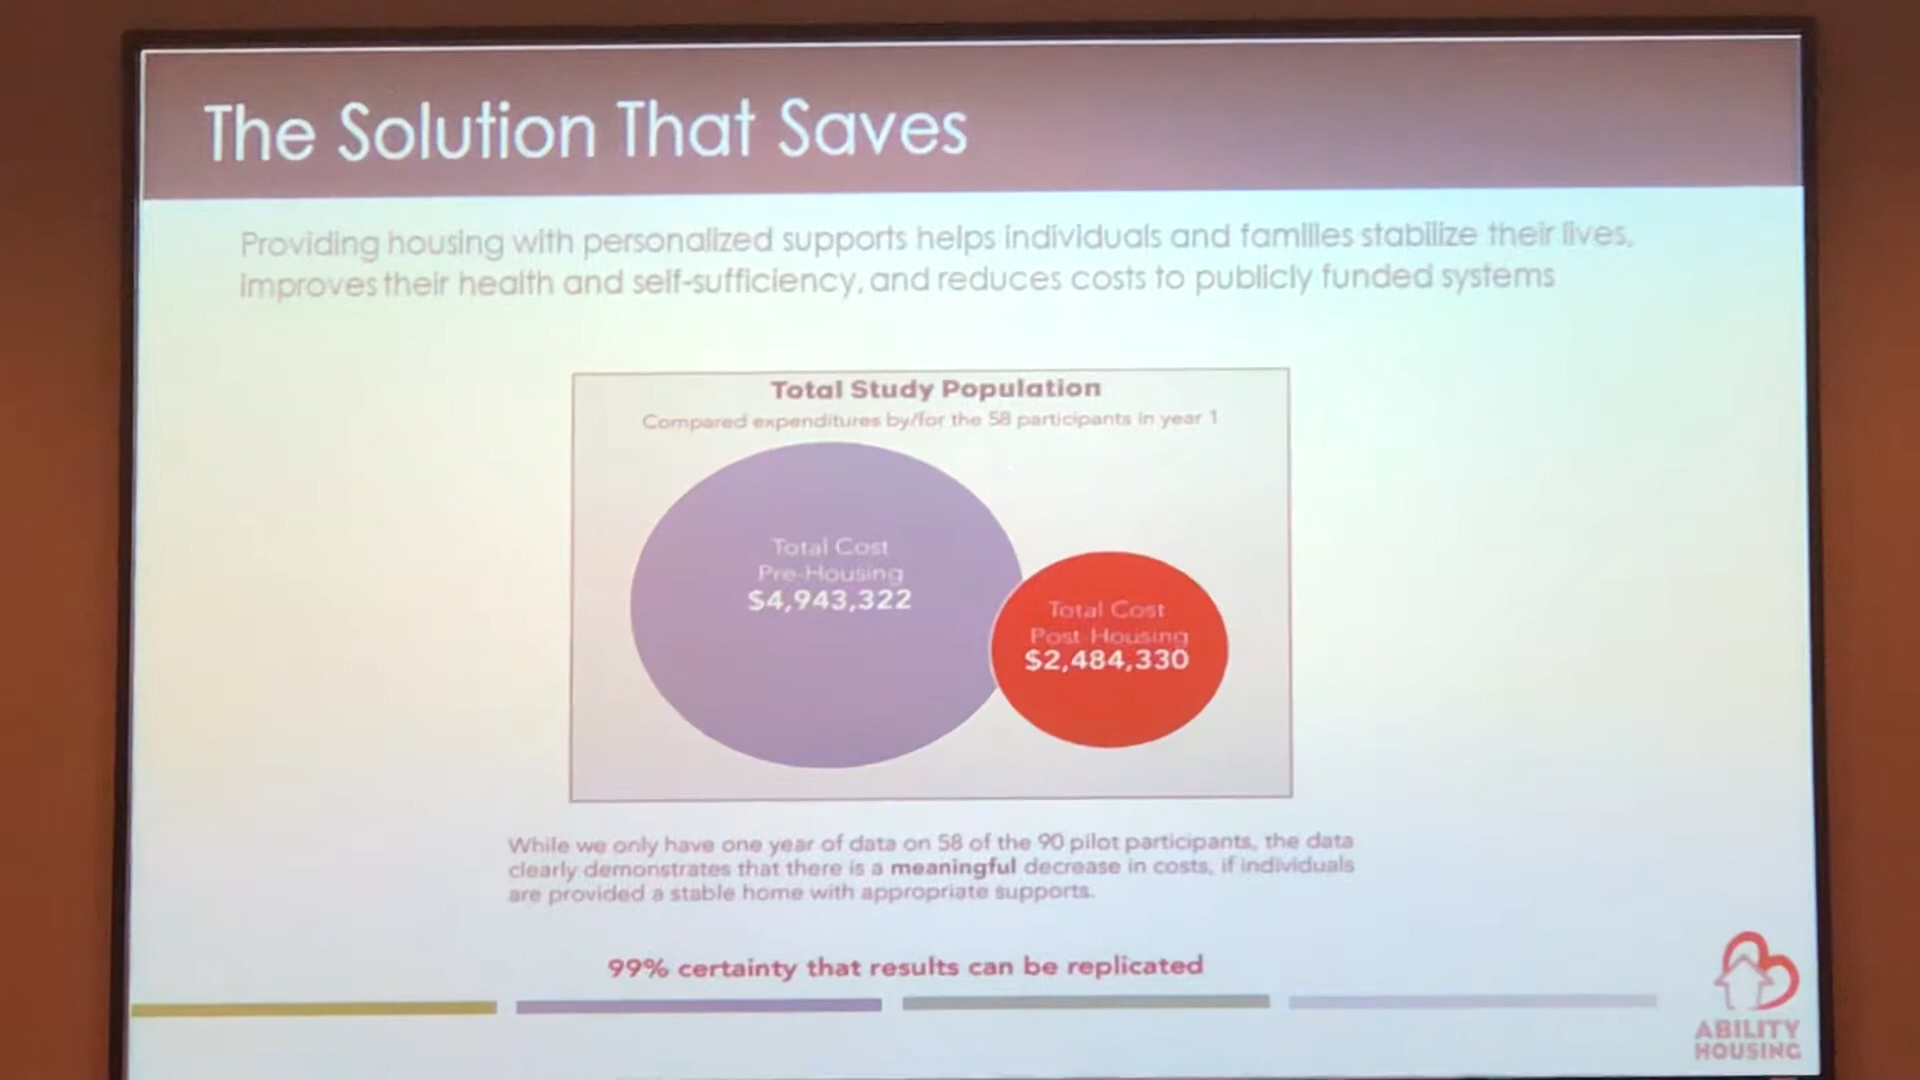 The Solution That Saves
Providing housing with personalized supports helps individuals and families stabilize their lives,
improves their health and self-sufficiency, and reduces costs to publicly funded systems
Total Study Population
Compared expenditures by/for the 58 participants in year 1
Total Cost
Pre-Housing
$4,943,322
Total Cost
Post-Housing
$2,484,330
While we only have one year of data on 58 of the 90 pilot participants, the data
clearly demonstrates that there is a meaningful decrease in costs, if individuals
are provided a stable home with appropriate supports.
99% certainty that results can be replicated
ABILITY
HOUSING